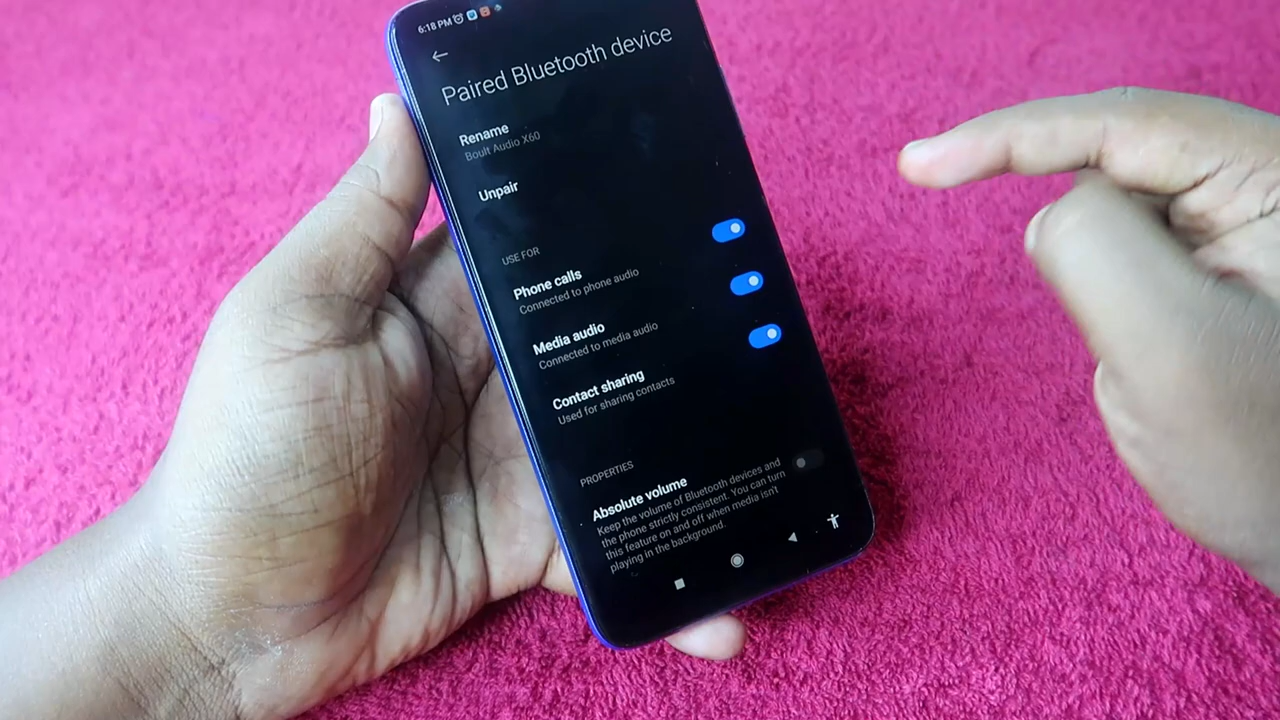 6:18 PM
Paired Bluetooth device
Rename
Boult Audio X60
Unpair
USE FOR
Phone calls
Connected to phone audio
Media audio
Connected to media audio
Contact sharing
Used for sharing contacts
PROPERTIES
Absolute volume
Keep the volume of Bluetooth devices and
the phone strictly consistent. You can turn
this feature on and off when media isn't
playing in the background.